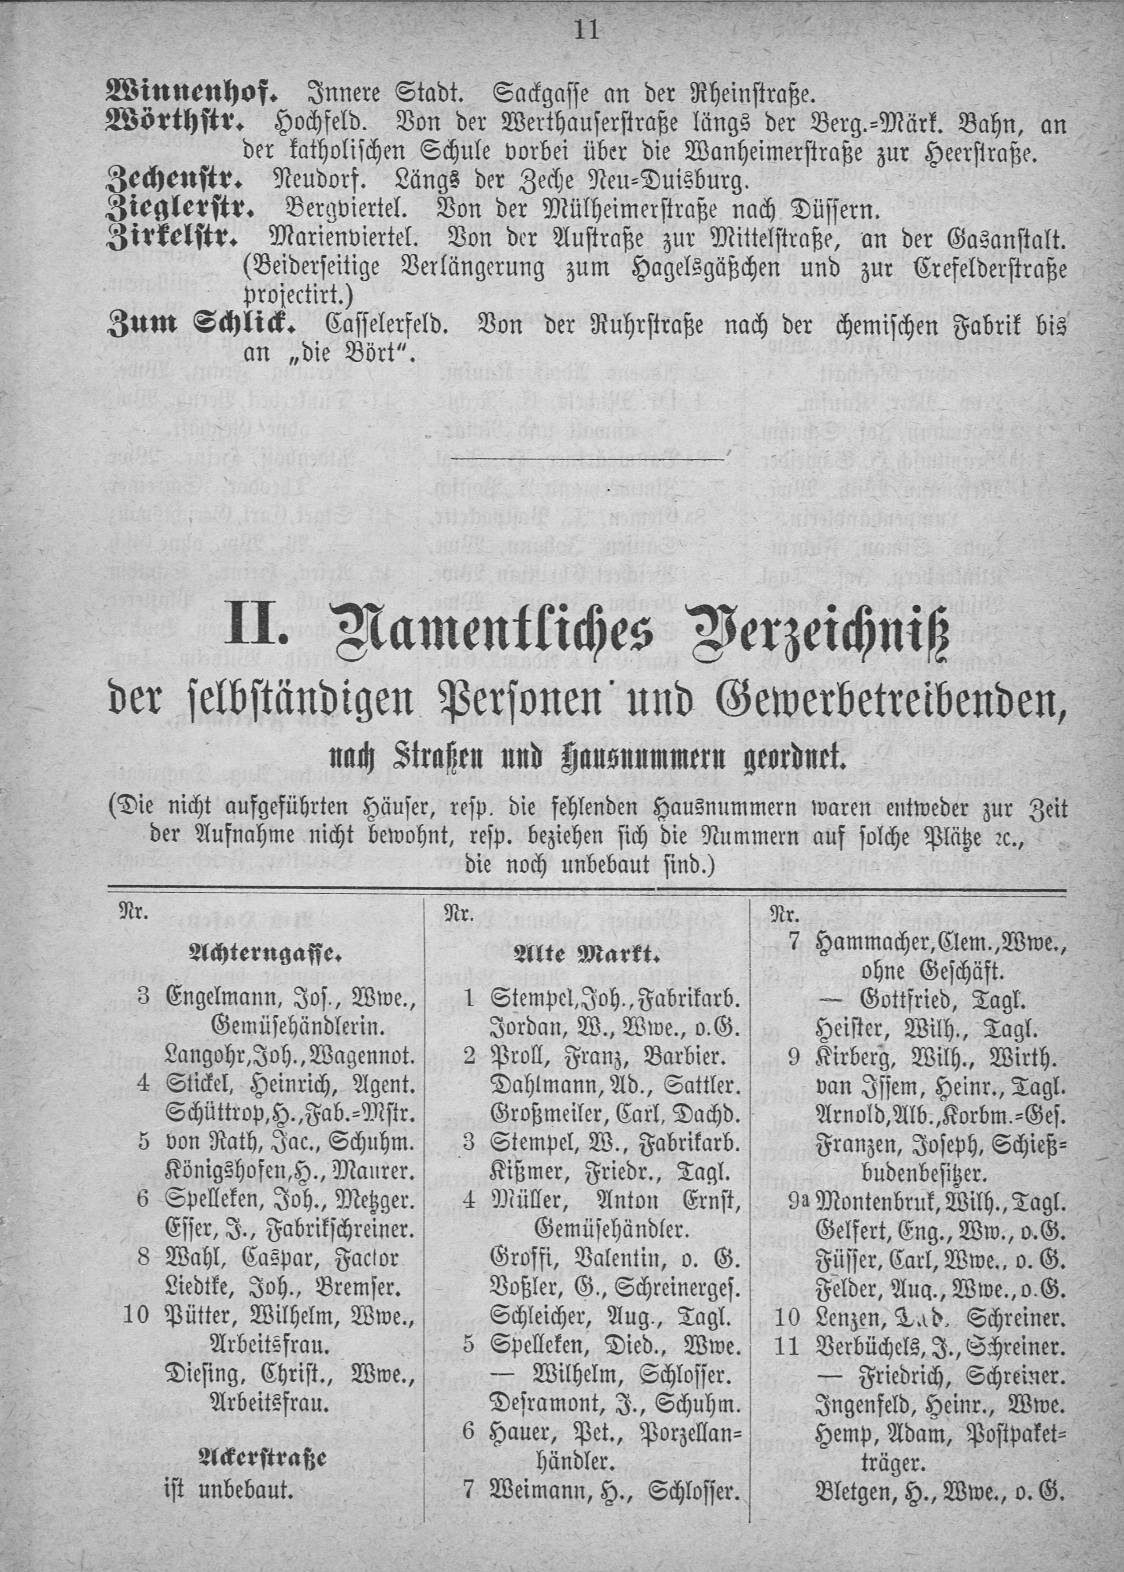 11
Winnenhof. Innere Stadt. Sackgasse an der Rheinstraße.
Wörthstr. Hochfeld. Von der Werthauserstraße längs der Berg.-Märk. Bahn, an
der katholischen Schule vorbei über die Wanheimerstraße zur Heerstraße.
Zechenstr. Neudorf. Längs der Zeche Neu-Duisburg.
Zieglerstr. Bergviertel. Von der Mülheimerstraße nach Düssern.
Zirkelstr. Marienviertel. Von der Austraße zur Mittelstraße, an der Gasanstalt.
(Beiderseitige Verlängerung zum Hagelsgäßchen und zur Crefelderstraße
projectirt.)
Zum Schlick. Casselerfeld. Von der Ruhrstraße nach der chemischen Fabrik bis
an „die Bört“.
II. Namentliches Verzeichniß
der selbständigen Personen und Gewerbetreibenden,
nach Straßen und Hausnummern geordnet.
(Die nicht aufgeführten Häuser, resp. die fehlenden Hausnummern waren entweder zur Zeit
der Aufnahme nicht bewohnt, resp. beziehen sich die Nummern auf solche Plätze ꝛc.,
die noch unbebaut sind.)
Nr.
Achterngasse.
3 Engelmann, Jos., Wwe.,
Gemüsehändlerin.
Langohr, Joh., Wagennot.
4 Stickel, Heinrich, Agent.
Schüttrop, H., Fab.-Mstr.
5 von Rath, Jac., Schuhm.
Königshofen, H., Maurer.
6 Spelleken, Joh., Metzger.
Esser, J., Fabrikschreiner.
8 Wahl, Caspar, Factor
Liedtke, Joh., Bremser.
10 Pütter, Wilhelm, Wwe.,
Arbeitsfrau.
Diesing, Christ., Wwe.,
Arbeitsfrau.
Ackerstraße
ist unbebaut.
Nr.
Alte Markt.
1 Stempel, Joh., Fabrikarb.
Jordan, W., Wwe., o. G.
2 Proll, Franz, Barbier.
Dahlmann, Ad., Sattler.
Großmeiler, Carl, Dachd.
3 Stempel, W., Fabrikarb.
Kißmer, Friedr., Tagl.
4 Müller, Anton Ernst,
Gemüsehändler.
Groffi, Valentin, o. G.
Voßler, G., Schreinerges.
Schleicher, Aug., Tagl.
5 Spelleken, Died., Wwe.
— Wilhelm, Schlosser.
Desramont, J., Schuhm.
6 Hauer, Pet., Porzellan-
händler.
7 Weimann, H., Schlosser.
Nr.
7 Hammacher, Clem., Wwe.,
ohne Geschäft.
— Gottfried, Tagl.
Heister, Wilh., Tagl.
9 Kirberg, Wilh., Wirth.
van Issem, Heinr., Tagl.
Arnold, Alb., Korbm.-Ges.
Franzen, Joseph, Schieß-
budenbesitzer.
9a Montenbruk, Wilh., Tagl.
Gelfert, Eng., Ww., o. G.
Füsser, Carl, Wwe., o. G.
Felder, Aug., Wwe., o. G.
10 Lenzen, Lud., Schreiner.
11 Verbüchels, J., Schreiner.
— Friedrich, Schreiner.
Ingenfeld, Heinr., Wwe.
Hemp, Adam, Postpaket-
träger.
Bletgen, H., Wwe., o. G.